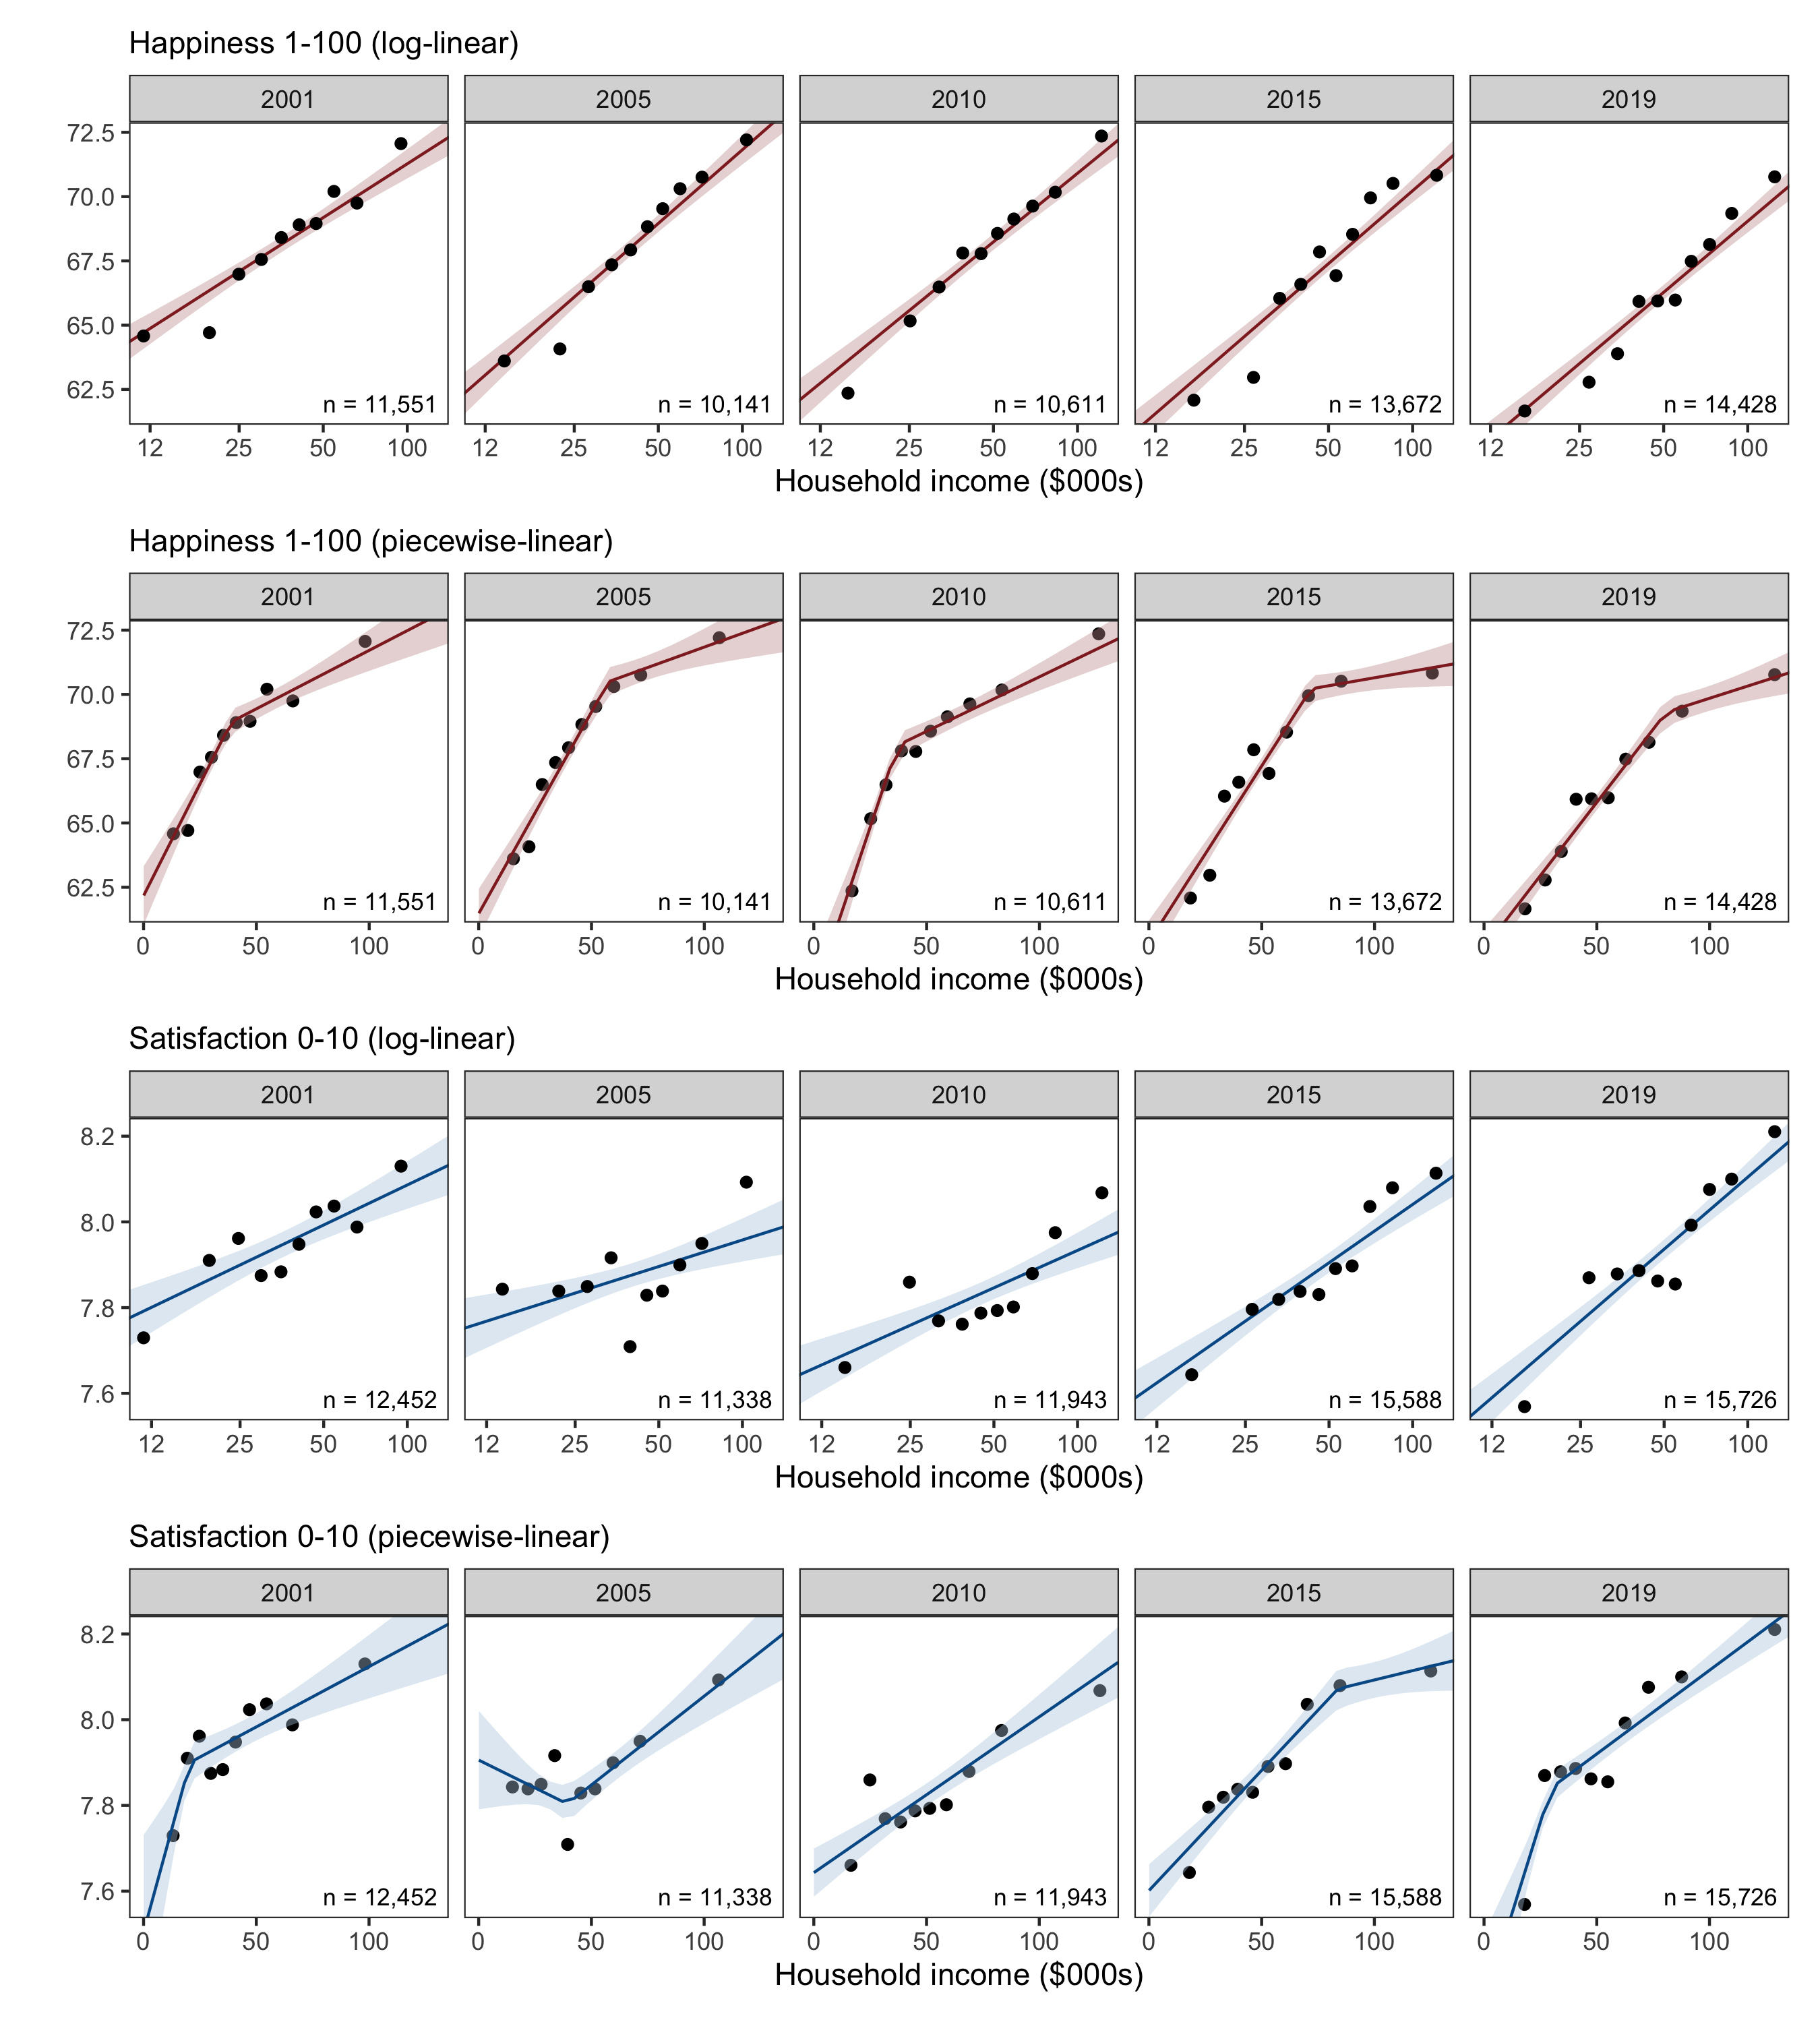 Happiness 1-100 (log-linear)
2001 2005 2010 2015 2019
72.5
70.0
67.5
65.0
62.5
n = 11,551 n = 10,141 n = 10,611 n = 13,672 n = 14,428
12 25 50 100 12 25 50 100 12 25 50 100 12 25 50 100 12 25 50 100
Household income ($000s)
Happiness 1-100 (piecewise-linear)
2001 2005 2010 2015 2019
72.5
70.0
67.5
65.0
62.5
n = 11,551 n = 10,141 n = 10,611 n = 13,672 n = 14,428
0 50 100 0 50 100 0 50 100 0 50 100 0 50 100
Household income ($000s)
Satisfaction 0-10 (log-linear)
2001 2005 2010 2015 2019
8.2
8.0
7.8
7.6
n = 12,452 n = 11,338 n = 11,943 n = 15,588 n = 15,726
12 25 50 100 12 25 50 100 12 25 50 100 12 25 50 100 12 25 50 100
Household income ($000s)
Satisfaction 0-10 (piecewise-linear)
2001 2005 2010 2015 2019
8.2
8.0
7.8
7.6
n = 12,452 n = 11,338 n = 11,943 n = 15,588 n = 15,726
0 50 100 0 50 100 0 50 100 0 50 100 0 50 100
Household income ($000s)